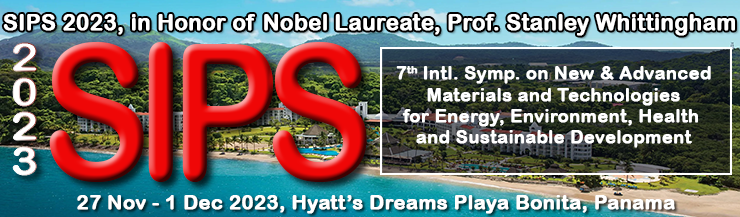 SIPS 2023, in Honor of Nobel Laureate, Prof. Stanley Whittingham
2023
SIPS
7th Intl. Symp. on New & Advanced
Materials and Technologies
for Energy, Environment, Health
and Sustainable Development
27 Nov - 1 Dec 2023, Hyatt's Dreams Playa Bonita, Panama